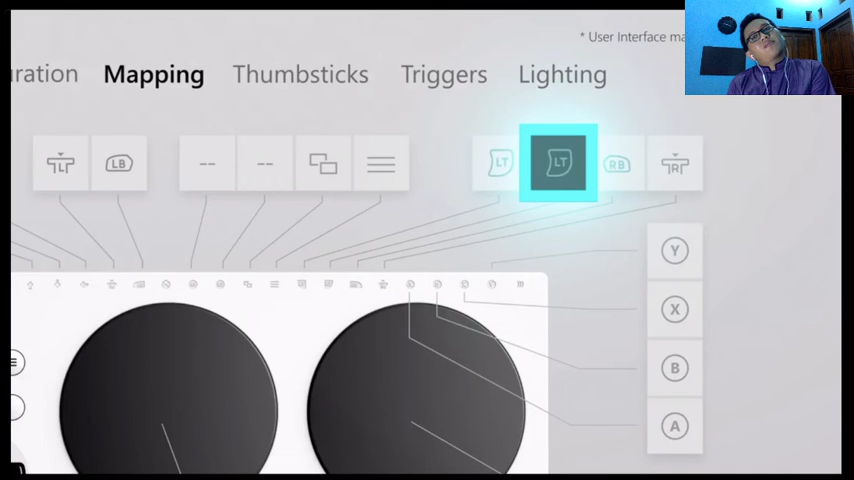 * User Interface ma
uration Mapping Thumbsticks Triggers Lighting
LB -- -- LT LT RB
Y
X
B
A